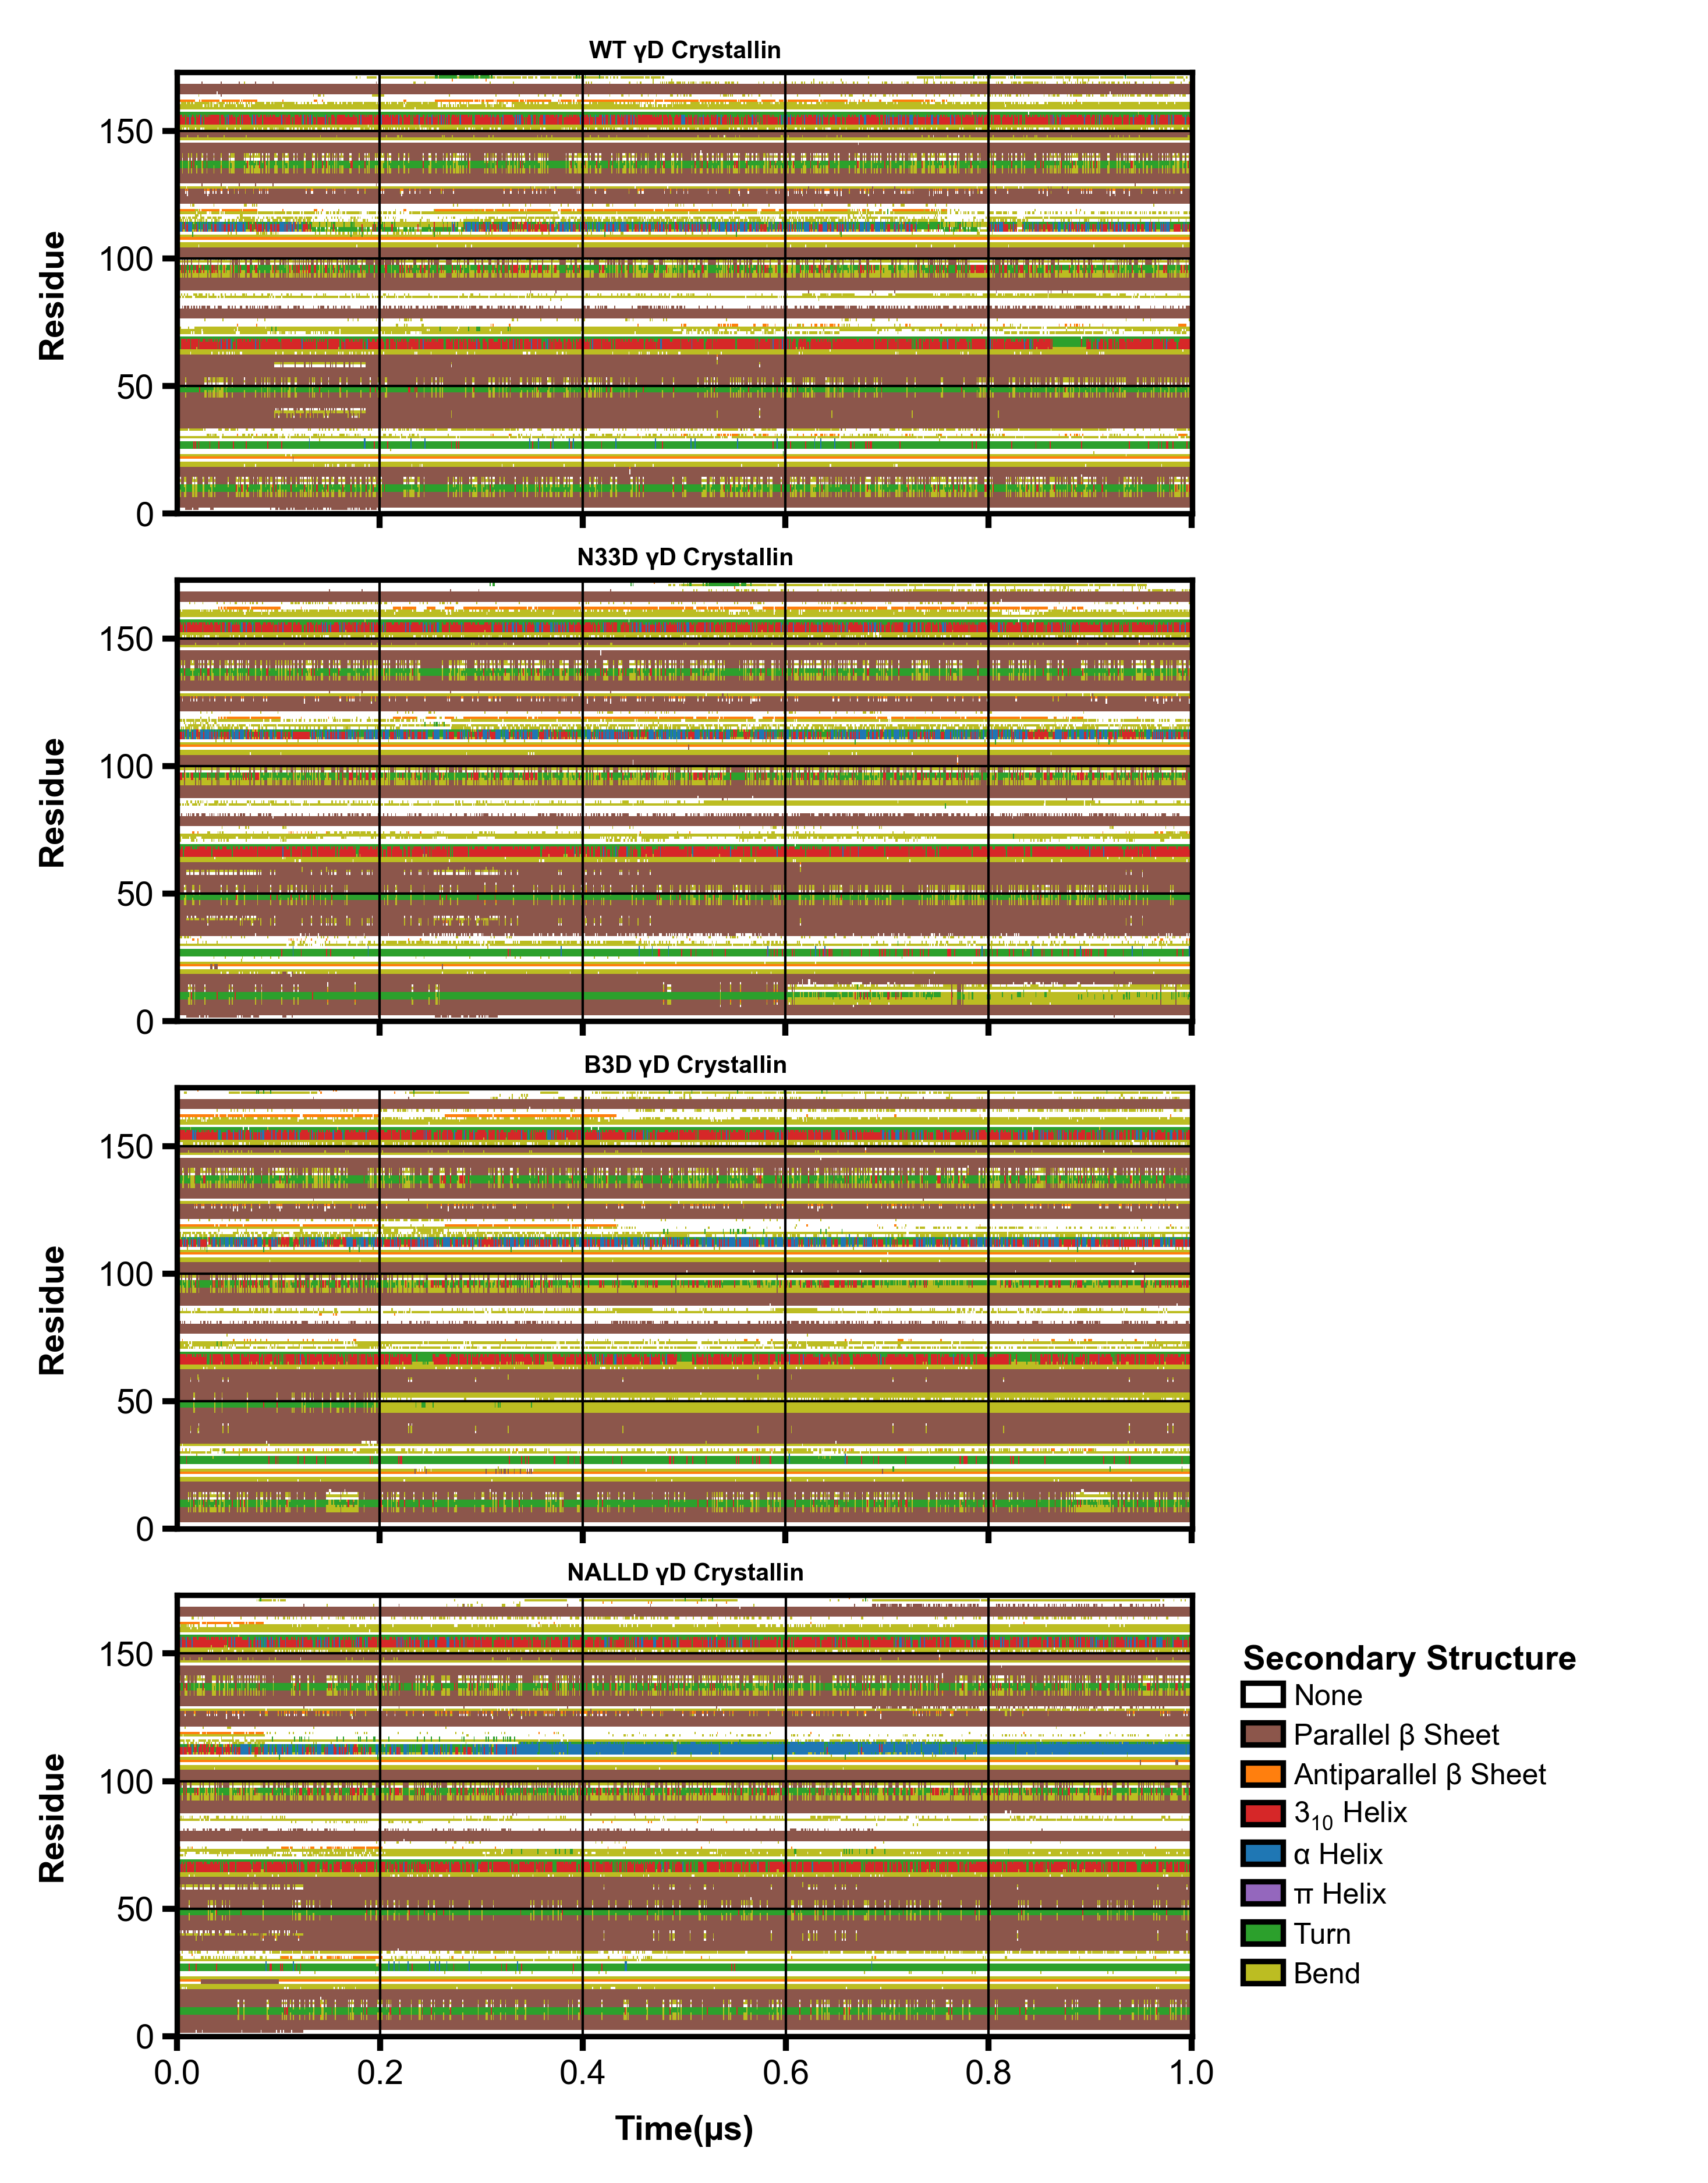 WT γD Crystallin
150
100
50
0
Residue
N33D γD Crystallin
150
100
50
0
Residue
B3D γD Crystallin
150
100
50
0
Residue
NALLD γD Crystallin
150
100
50
0
Residue
0.0 0.2 0.4 0.6 0.8 1.0
Time(μs)
Secondary Structure
None
Parallel β Sheet
Antiparallel β Sheet
3₁₀ Helix
α Helix
π Helix
Turn
Bend